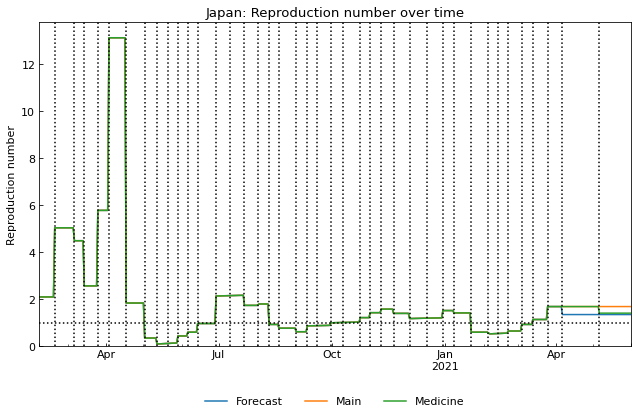 Japan: Reproduction number over time
Reproduction number
12
10
8
6
4
2
0
Apr
Jul
Oct
Jan
2021
Apr
Forecast
Main
Medicine